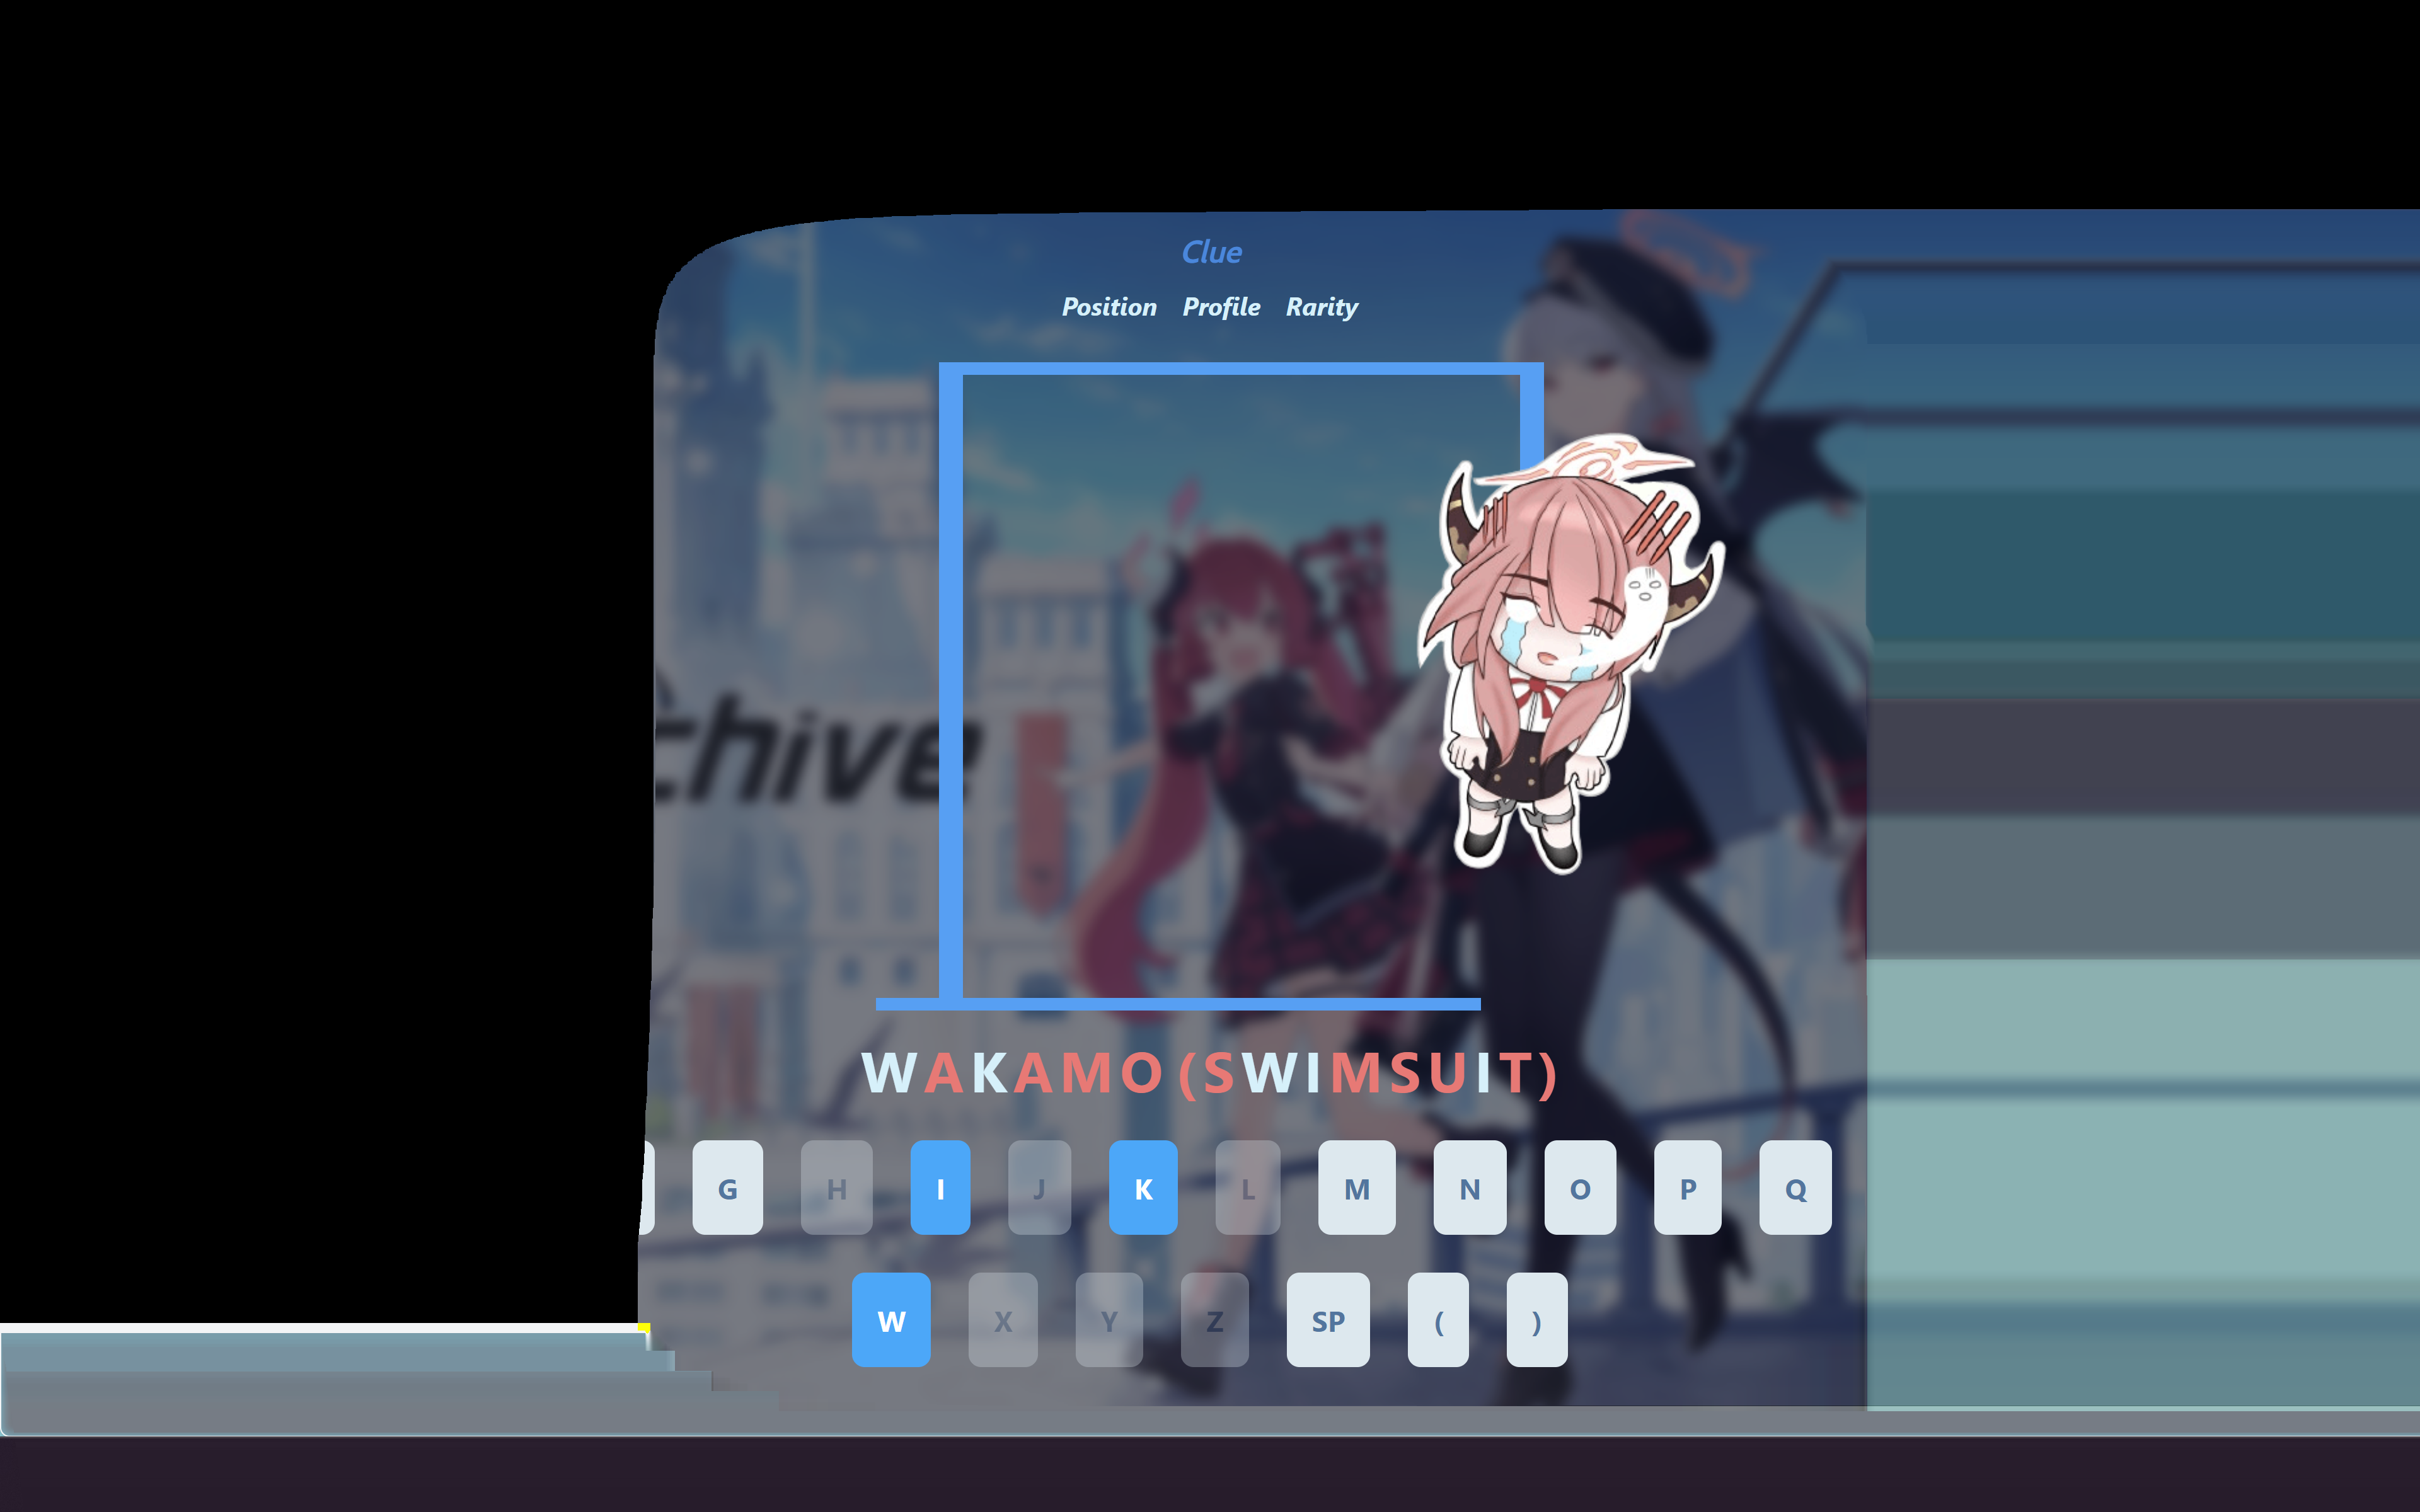 Clue
Position Profile Rarity
chive
WAKAMO (SWIMSUIT)
G H I J K L M N O P Q
W X Y Z SP ( )